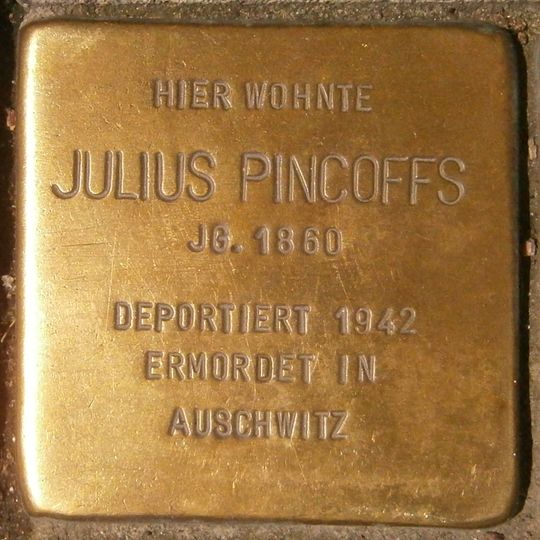 HIER WOHNTE
JULIUS PINCOFFS
JG. 1860
DEPORTIERT 1942
ERMORDET IN
AUSCHWITZ